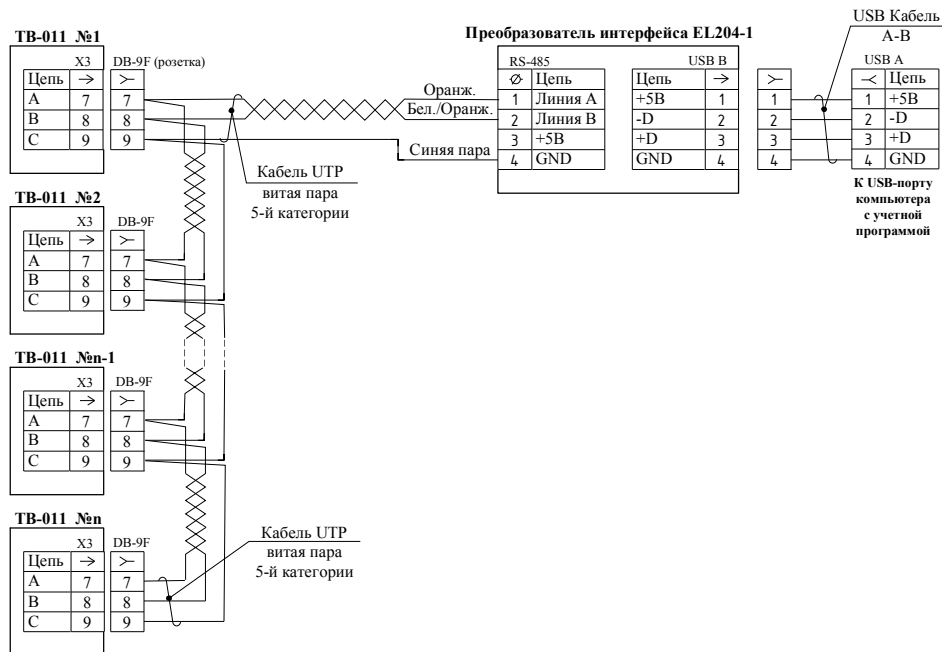 ТВ-011 №1
X3 DB-9F (розетка)
Цепь
A 7 7
B 8 8
C 9 9
Преобразователь интерфейса EL204-1
RS-485 USB B
Цепь Цепь
1 Линия A +5В 1 1
2 Линия B -D 2 2
3 +5В +D 3 3
4 GND GND 4 4
USB Кабель
A-B
USB A
Цепь
1 +5В
2 -D
3 +D
4 GND
К USB-порту
компьютера
с учетной
программой
Оранж.
Бел./Оранж.
Синяя пара
Кабель UTP
витая пара
5-й категории
ТВ-011 №2
X3 DB-9F
Цепь
A 7 7
B 8 8
C 9 9
ТВ-011 №n-1
X3 DB-9F
Цепь
A 7 7
B 8 8
C 9 9
ТВ-011 №n
X3 DB-9F
Цепь
A 7 7
B 8 8
C 9 9
Кабель UTP
витая пара
5-й категории